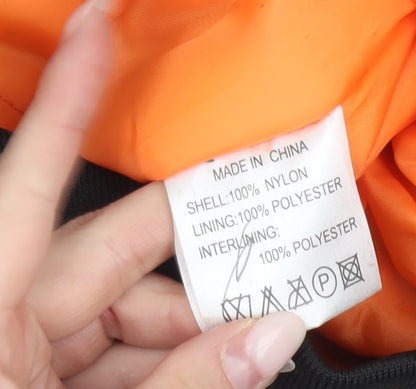 MADE IN CHINA
SHELL:100% NYLON
LINING:100% POLYESTER
INTERLINING:
100% POLYESTER
P